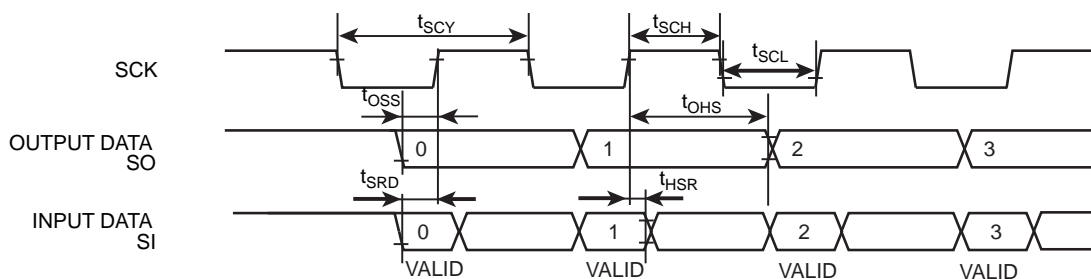 tSCY
tSCH
tSCL
SCK
tOSS
tOHS
OUTPUT DATA
SO
0
1
2
3
tSRD
tHSR
INPUT DATA
SI
0
1
2
3
VALID
VALID
VALID
VALID